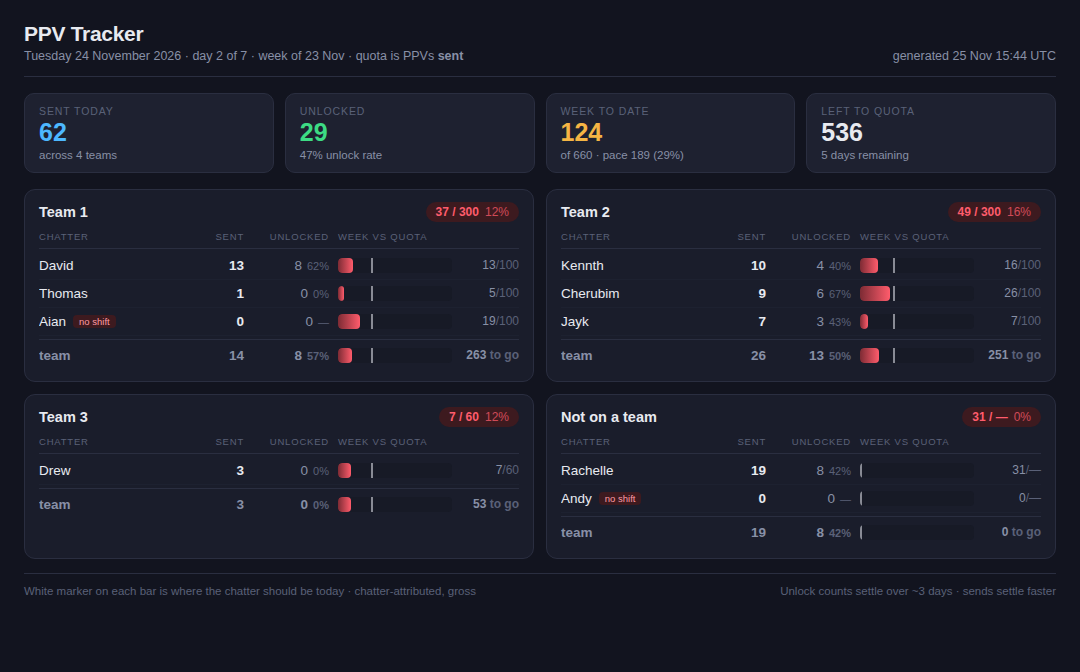 PPV Tracker
Tuesday 24 November 2026 · day 2 of 7 · week of 23 Nov · quota is PPVs sent
generated 25 Nov 15:44 UTC
SENT TODAY
62
across 4 teams
UNLOCKED
29
47% unlock rate
WEEK TO DATE
124
of 660 · pace 189 (29%)
LEFT TO QUOTA
536
5 days remaining
Team 1 37 / 300 12%
CHATTER SENT UNLOCKED WEEK VS QUOTA
David 13 8 62% 13/100
Thomas 1 0 0% 5/100
Aian no shift 0 0 — 19/100
team 14 8 57% 263 to go
Team 2 49 / 300 16%
CHATTER SENT UNLOCKED WEEK VS QUOTA
Kennth 10 4 40% 16/100
Cherubim 9 6 67% 26/100
Jayk 7 3 43% 7/100
team 26 13 50% 251 to go
Team 3 7 / 60 12%
CHATTER SENT UNLOCKED WEEK VS QUOTA
Drew 3 0 0% 7/60
team 3 0 0% 53 to go
Not on a team 31 / — 0%
CHATTER SENT UNLOCKED WEEK VS QUOTA
Rachelle 19 8 42% 31/—
Andy no shift 0 0 — 0/—
team 19 8 42% 0 to go
White marker on each bar is where the chatter should be today · chatter-attributed, gross
Unlock counts settle over ~3 days · sends settle faster